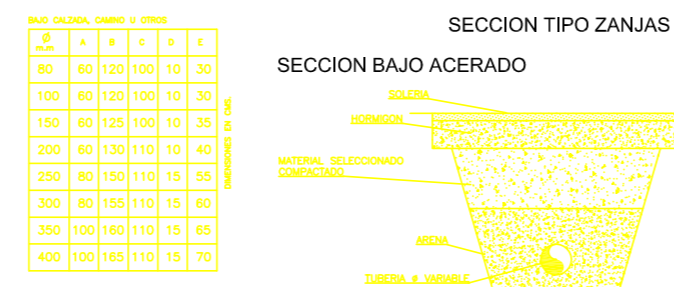 BAJO CALZADA, CAMINO U OTROS
Ø m.m A B C D E
80 60 120 100 10 30
100 60 120 100 10 30
150 60 125 100 10 35
200 60 130 110 10 40
250 80 150 110 15 55
300 80 155 110 15 60
350 100 160 110 15 65
400 100 165 110 15 70
DIMENSIONES EN CMS.
SECCION TIPO ZANJAS
SECCION BAJO ACERADO
SOLERIA
HORMIGON
MATERIAL SELECCIONADO
COMPACTADO
ARENA
TUBERIA ø VARIABLE